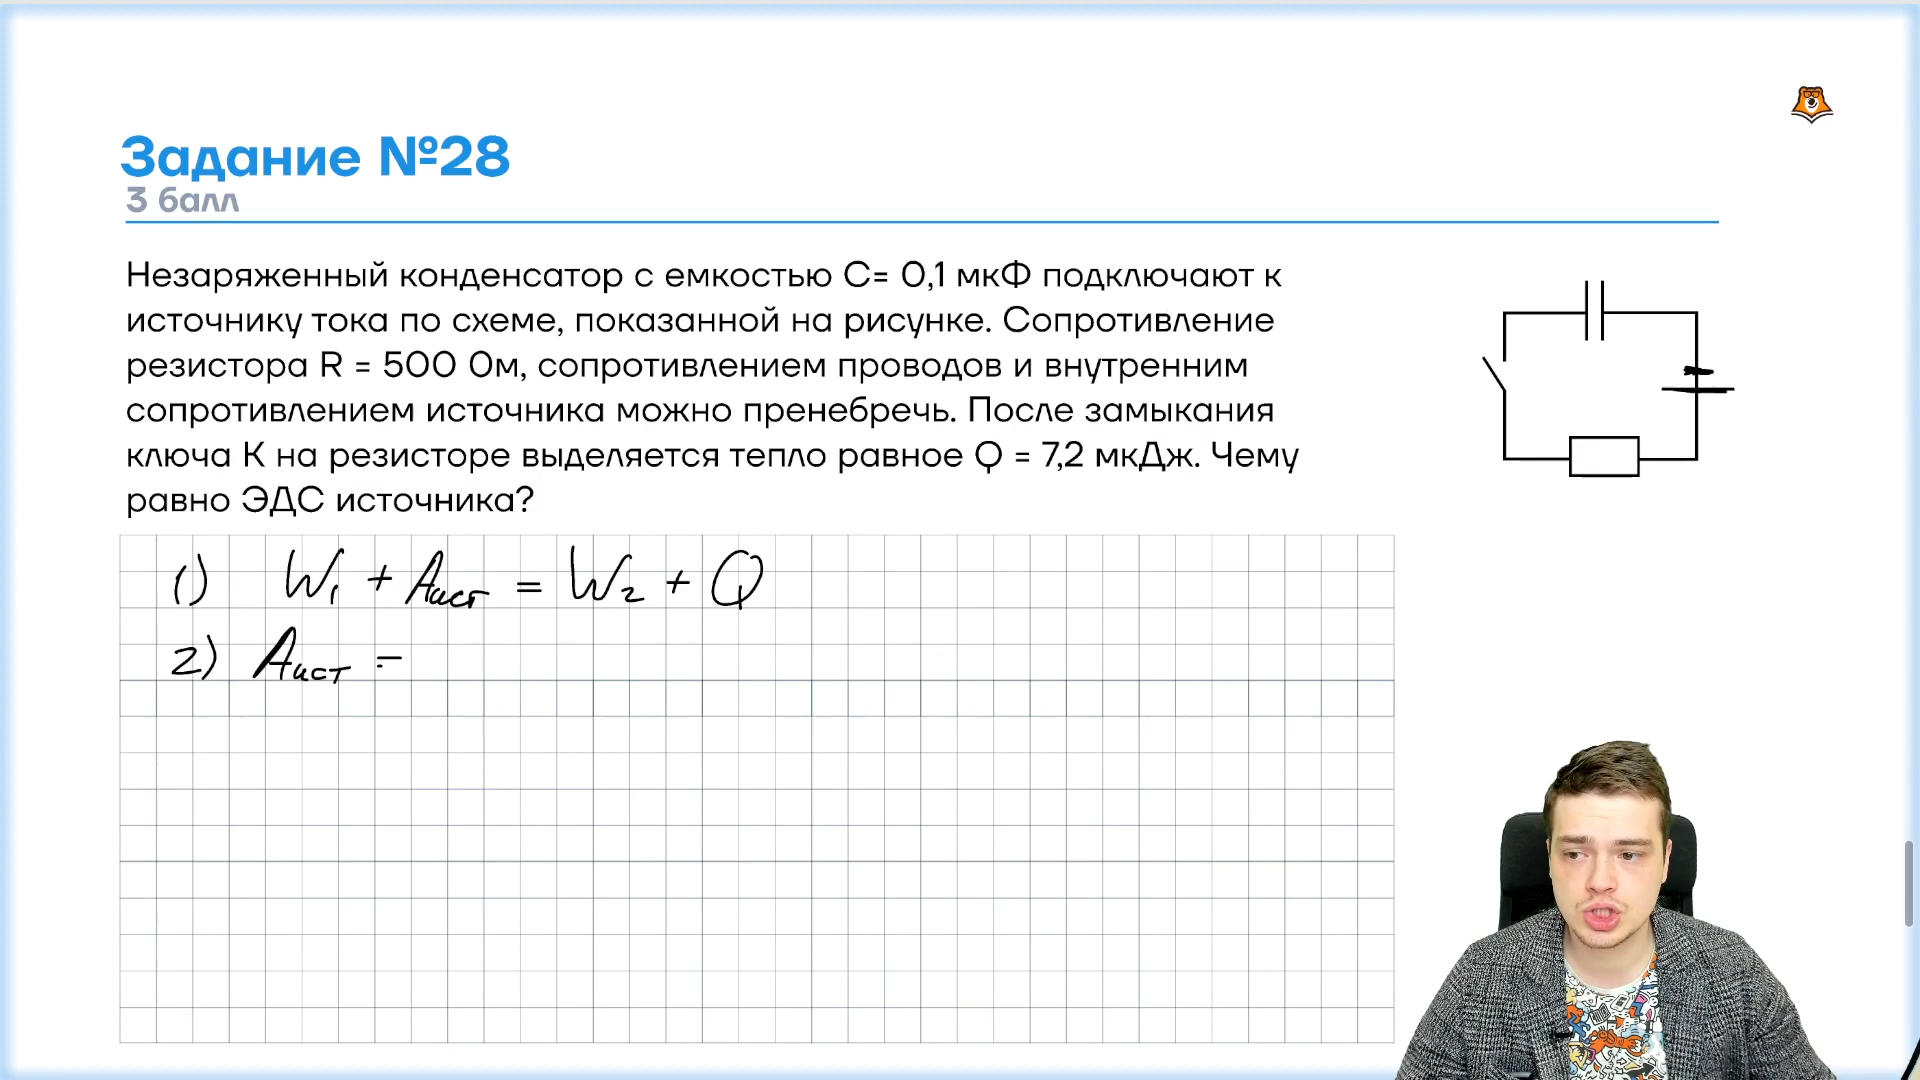 Задание №28
3 балл
Незаряженный конденсатор с емкостью С= 0,1 мкФ подключают к
источнику тока по схеме, показанной на рисунке. Сопротивление
резистора R = 500 Ом, сопротивлением проводов и внутренним
сопротивлением источника можно пренебречь. После замыкания
ключа К на резисторе выделяется тепло равное Q = 7,2 мкДж. Чему
равно ЭДС источника?
1) W₁ + Aист = W₂ + Q
2) Aист =